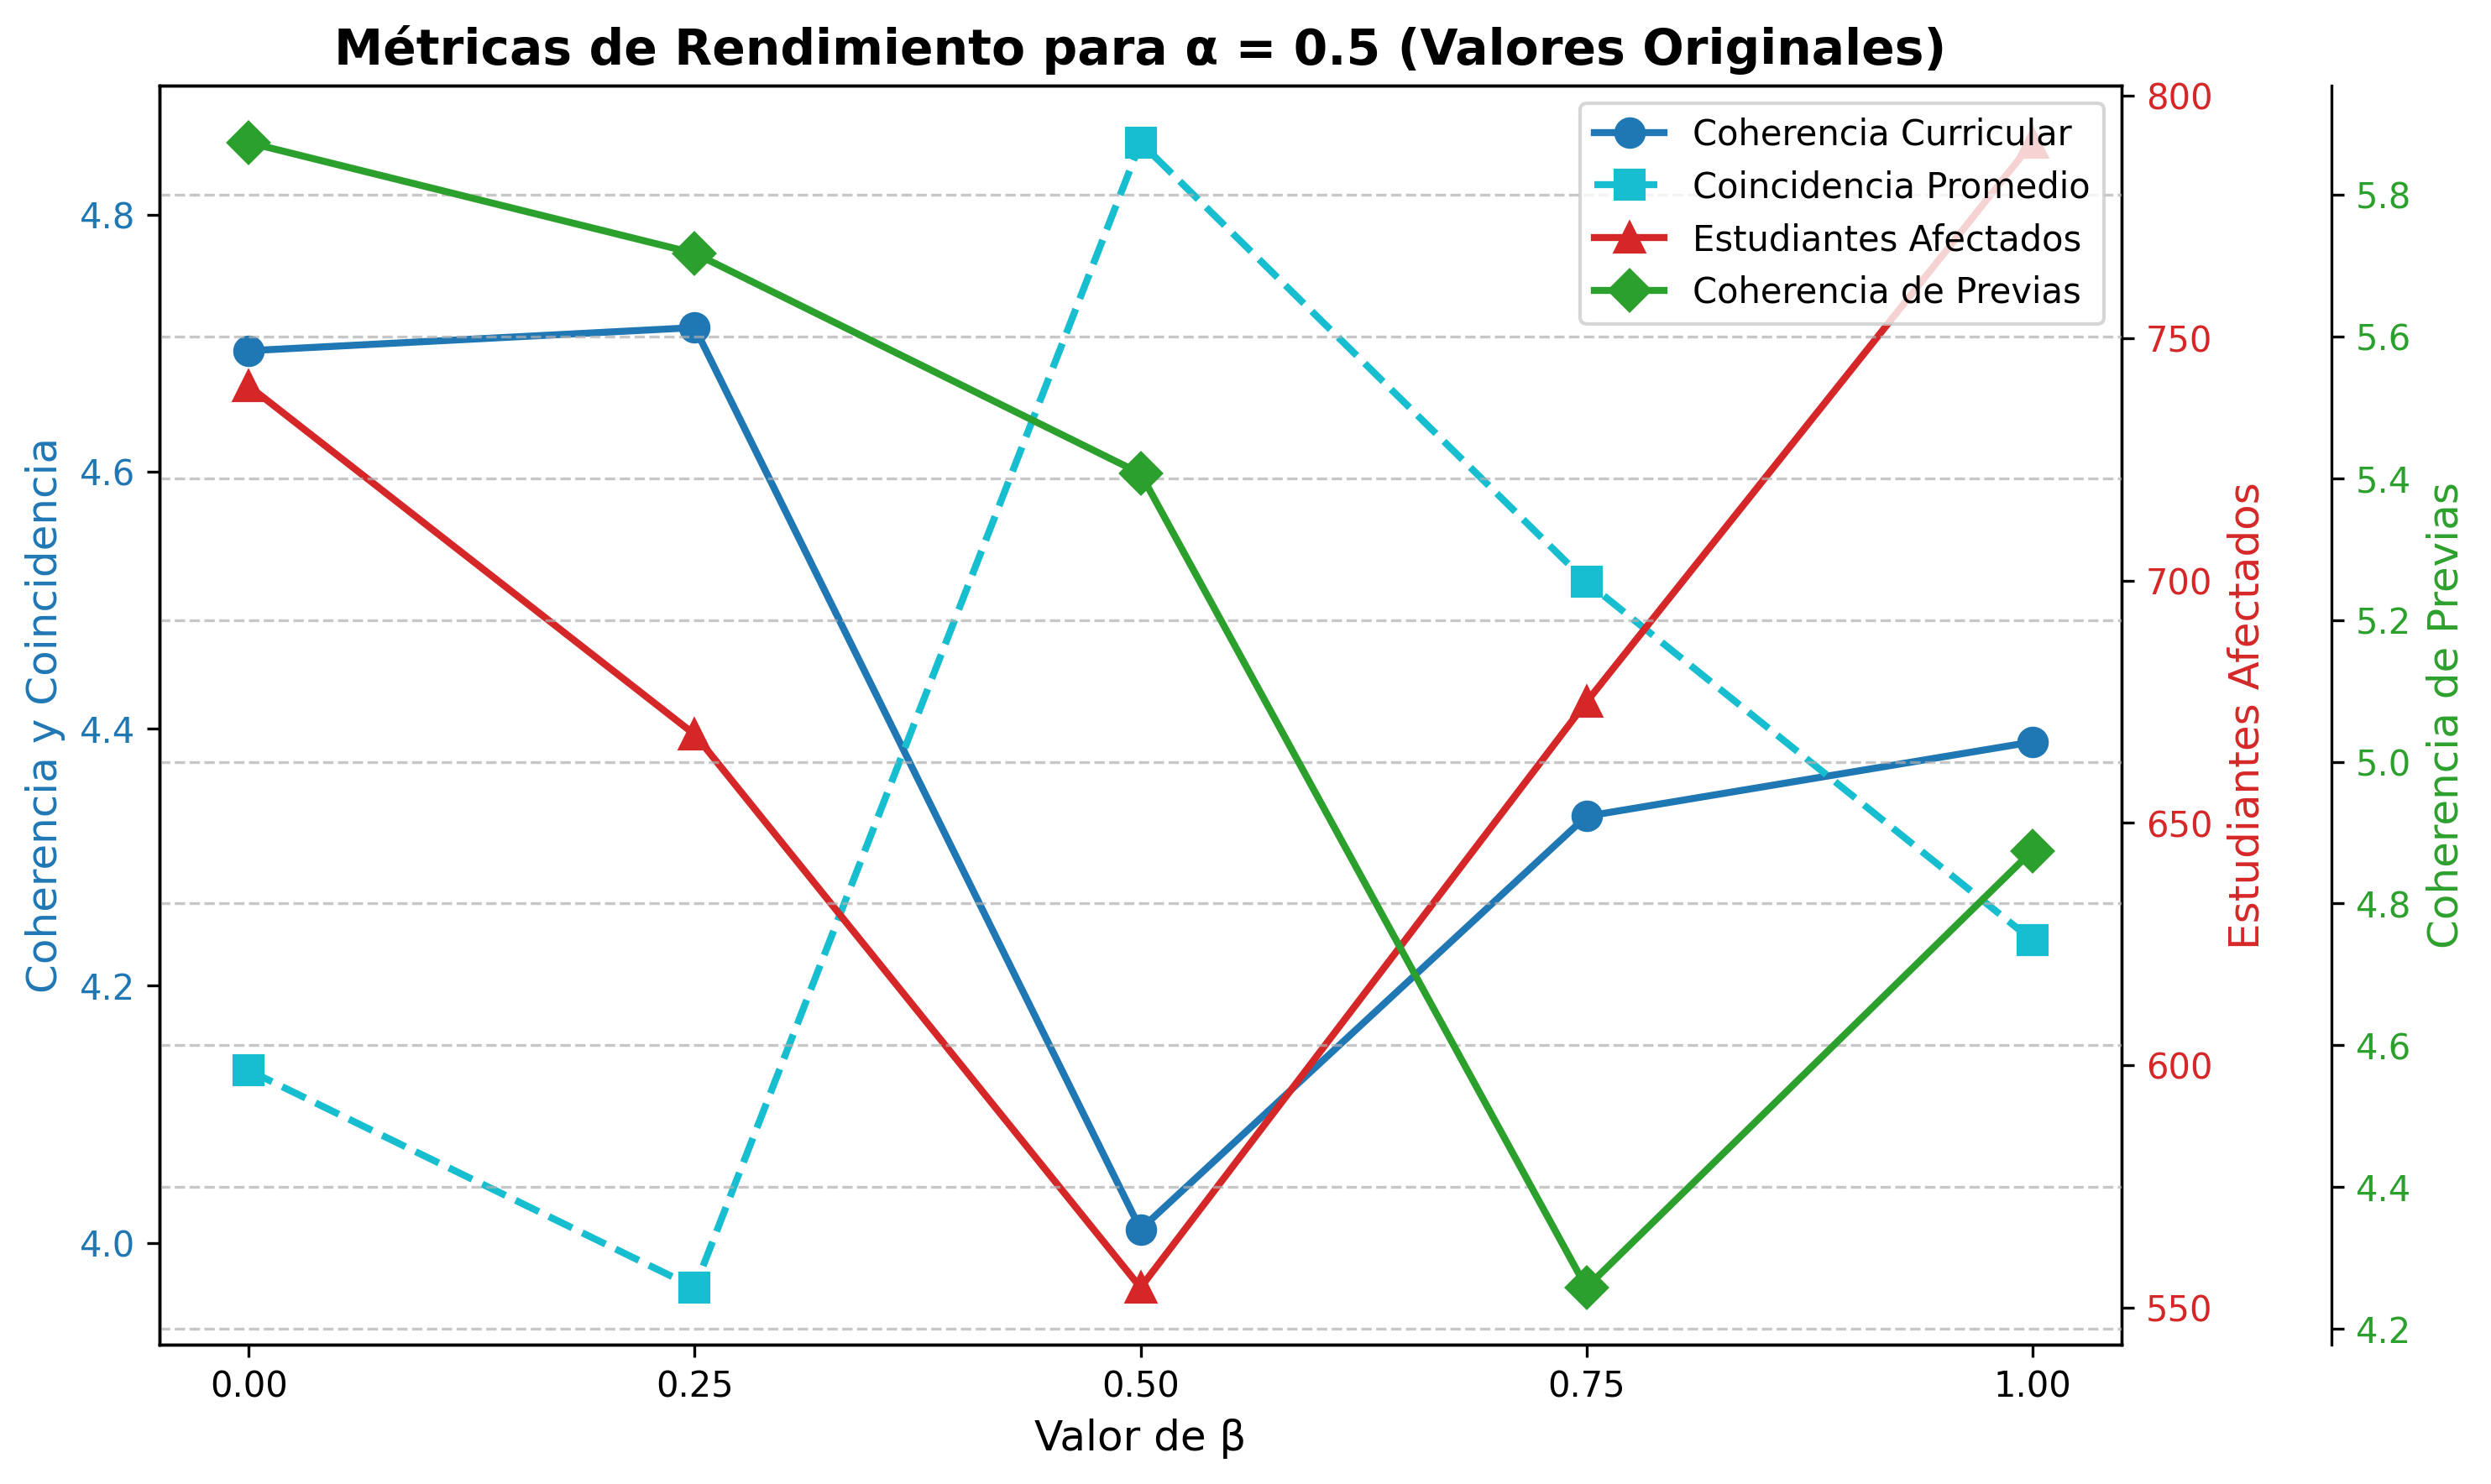 Métricas de Rendimiento para α = 0.5 (Valores Originales)
Coherencia y Coincidencia
4.8
4.6
4.4
4.2
4.0
Coherencia Curricular
Coincidencia Promedio
Estudiantes Afectados
Coherencia de Previas
800
750
700
650
600
550
Estudiantes Afectados
5.8
5.6
5.4
5.2
5.0
4.8
4.6
4.4
4.2
Coherencia de Previas
0.00 0.25 0.50 0.75 1.00
Valor de β